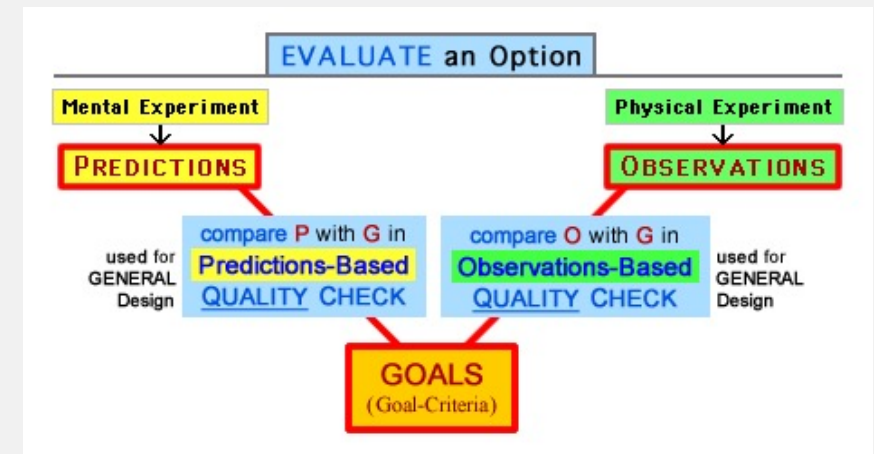 EVALUATE an Option
Mental Experiment
PREDICTIONS
Physical Experiment
OBSERVATIONS
used for
GENERAL
Design
compare P with G in
Predictions-Based
QUALITY CHECK
compare O with G in
Observations-Based
QUALITY CHECK
used for
GENERAL
Design
GOALS
(Goal-Criteria)